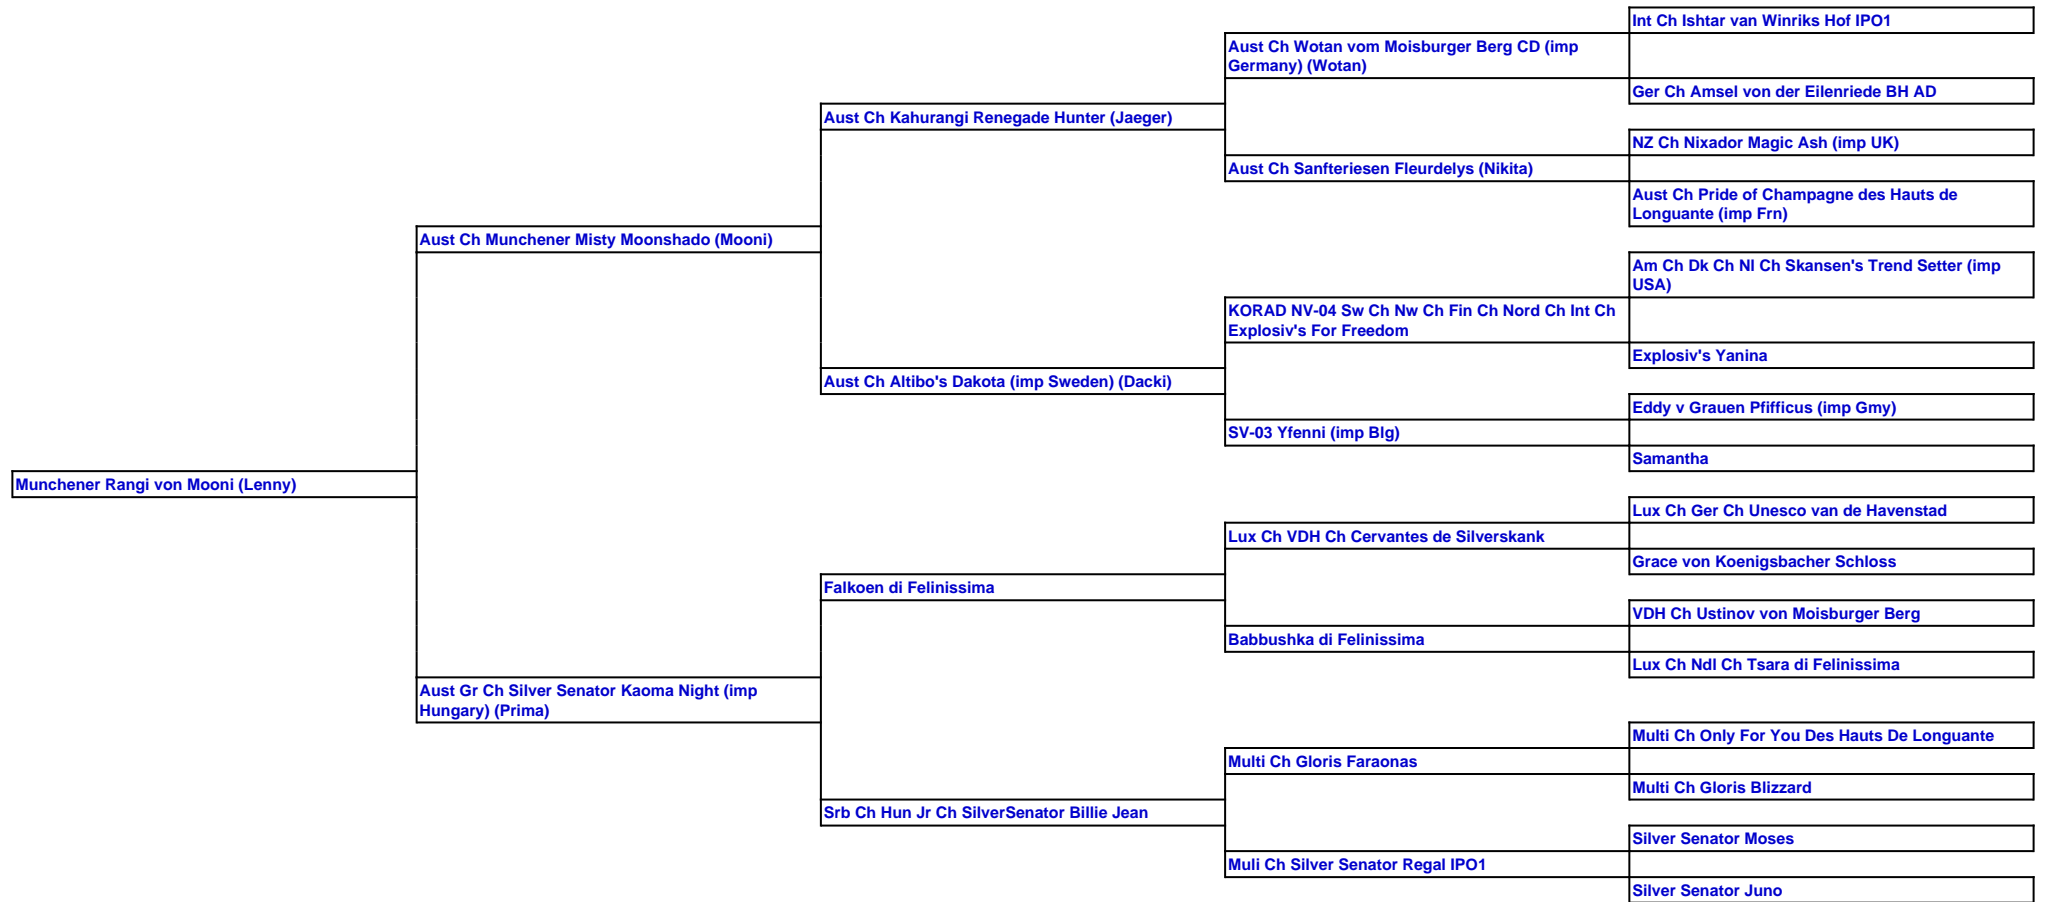 Int Ch Ishtar van Winriks Hof IPO1
Aust Ch Wotan vom Moisburger Berg CD (imp
Germany) (Wotan)
Ger Ch Amsel von der Eilenriede BH AD
Aust Ch Kahurangi Renegade Hunter (Jaeger)
NZ Ch Nixador Magic Ash (imp UK)
Aust Ch Sanfteriesen Fleurdelys (Nikita)
Aust Ch Pride of Champagne des Hauts de
Longuante (imp Frn)
Aust Ch Munchener Misty Moonshado (Mooni)
Am Ch Dk Ch Nl Ch Skansen's Trend Setter (imp
USA)
KORAD NV-04 Sw Ch Nw Ch Fin Ch Nord Ch Int Ch
Explosiv's For Freedom
Explosiv's Yanina
Aust Ch Altibo's Dakota (imp Sweden) (Dacki)
Eddy v Grauen Pfifficus (imp Gmy)
SV-03 Yfenni (imp Blg)
Samantha
Munchener Rangi von Mooni (Lenny)
Lux Ch Ger Ch Unesco van de Havenstad
Lux Ch VDH Ch Cervantes de Silverskank
Grace von Koenigsbacher Schloss
Falkoen di Felinissima
VDH Ch Ustinov von Moisburger Berg
Babbushka di Felinissima
Lux Ch Ndl Ch Tsara di Felinissima
Aust Gr Ch Silver Senator Kaoma Night (imp
Hungary) (Prima)
Multi Ch Only For You Des Hauts De Longuante
Multi Ch Gloris Faraonas
Multi Ch Gloris Blizzard
Srb Ch Hun Jr Ch SilverSenator Billie Jean
Silver Senator Moses
Muli Ch Silver Senator Regal IPO1
Silver Senator Juno